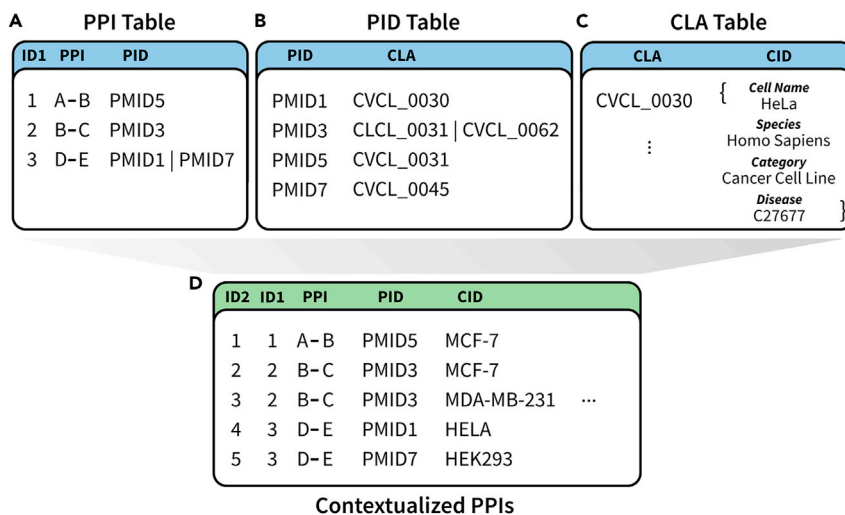 A PPI Table
ID1 PPI PID
1 A-B PMID5
2 B-C PMID3
3 D-E PMID1 | PMID7
B PID Table
PID CLA
PMID1 CVCL_0030
PMID3 CLCL_0031 | CVCL_0062
PMID5 CVCL_0031
PMID7 CVCL_0045
C CLA Table
CLA CID
CVCL_0030 { Cell Name
HeLa
Species
⋮ Homo Sapiens
Category
Cancer Cell Line
Disease
C27677 }
D
ID2 ID1 PPI PID CID
1 1 A-B PMID5 MCF-7
2 2 B-C PMID3 MCF-7
3 2 B-C PMID3 MDA-MB-231 ...
4 3 D-E PMID1 HELA
5 3 D-E PMID7 HEK293
Contextualized PPIs